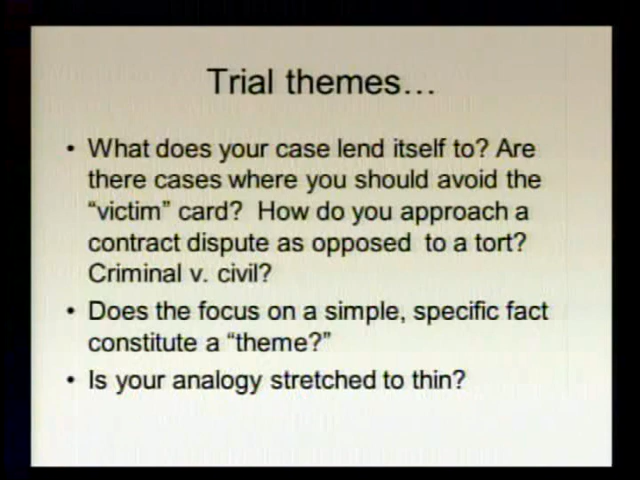 Trial themes…
• What does your case lend itself to? Are
there cases where you should avoid the
“victim” card?  How do you approach a
contract dispute as opposed  to a tort?
Criminal v. civil?
• Does the focus on a simple, specific fact
constitute a “theme?”
• Is your analogy stretched to thin?